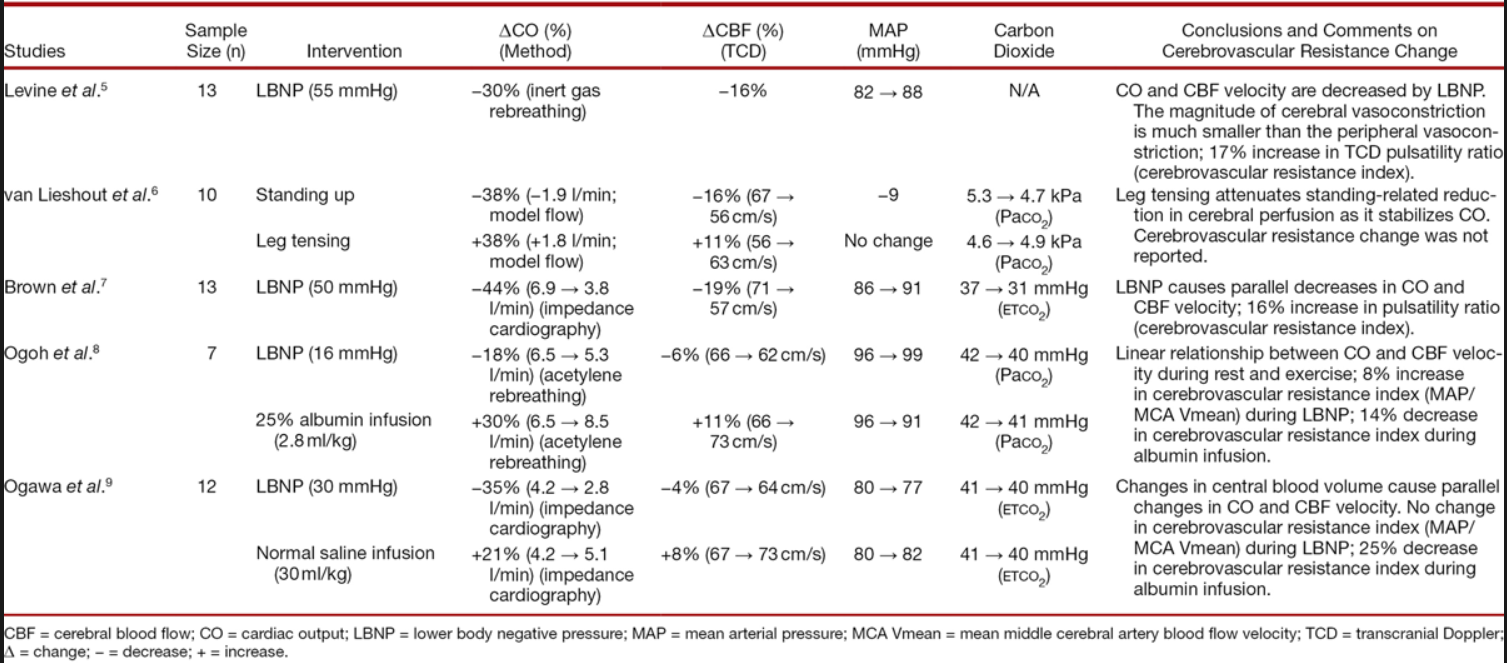 Studies Sample Size (n) Intervention ΔCO (%) (Method) ΔCBF (%) (TCD) MAP (mmHg) Carbon Dioxide Conclusions and Comments on Cerebrovascular Resistance Change
Levine et al.5 13 LBNP (55 mmHg) −30% (inert gas −16% 82 → 88 N/A CO and CBF velocity are decreased by LBNP.
rebreathing) The magnitude of cerebral vasoconstriction
is much smaller than the peripheral vasocon-
striction; 17% increase in TCD pulsatility ratio
(cerebrovascular resistance index).
van Lieshout et al.6 10 Standing up −38% (−1.9 l/min; −16% (67 → −9 5.3 → 4.7 kPa Leg tensing attenuates standing-related reduc-
model flow) 56 cm/s) (PaCO2) tion in cerebral perfusion as it stabilizes CO.
Leg tensing +38% (+1.8 l/min; +11% (56 → No change 4.6 → 4.9 kPa Cerebrovascular resistance change was not
model flow) 63 cm/s) (PaCO2) reported.
Brown et al.7 13 LBNP (50 mmHg) −44% (6.9 → 3.8 −19% (71 → 86 → 91 37 → 31 mmHg LBNP causes parallel decreases in CO and
l/min) (impedance 57 cm/s) (ETCO2) CBF velocity; 16% increase in pulsatility ratio
cardiography) (cerebrovascular resistance index).
Ogoh et al.8 7 LBNP (16 mmHg) −18% (6.5 → 5.3 −6% (66 → 62 cm/s) 96 → 99 42 → 40 mmHg Linear relationship between CO and CBF veloc-
l/min) (acetylene (PaCO2) ity during rest and exercise; 8% increase
rebreathing) in cerebrovascular resistance index (MAP/
25% albumin infusion +30% (6.5 → 8.5 +11% (66 → 96 → 91 42 → 41 mmHg MCA Vmean) during LBNP; 14% decrease
(2.8 ml/kg) l/min) (acetylene 73 cm/s) (PaCO2) in cerebrovascular resistance index during
rebreathing) albumin infusion.
Ogawa et al.9 12 LBNP (30 mmHg) −35% (4.2 → 2.8 −4% (67 → 64 cm/s) 80 → 77 41 → 40 mmHg Changes in central blood volume cause parallel
l/min) (impedance (ETCO2) changes in CO and CBF velocity. No change
cardiography) in cerebrovascular resistance index (MAP/
Normal saline infusion +21% (4.2 → 5.1 +8% (67 → 73 cm/s) 80 → 82 41 → 40 mmHg MCA Vmean) during LBNP; 25% decrease
(30 ml/kg) l/min) (impedance (ETCO2) in cerebrovascular resistance index during
cardiography) albumin infusion.
CBF = cerebral blood flow; CO = cardiac output; LBNP = lower body negative pressure; MAP = mean arterial pressure; MCA Vmean = mean middle cerebral artery blood flow velocity; TCD = transcranial Doppler;
Δ = change; − = decrease; + = increase.